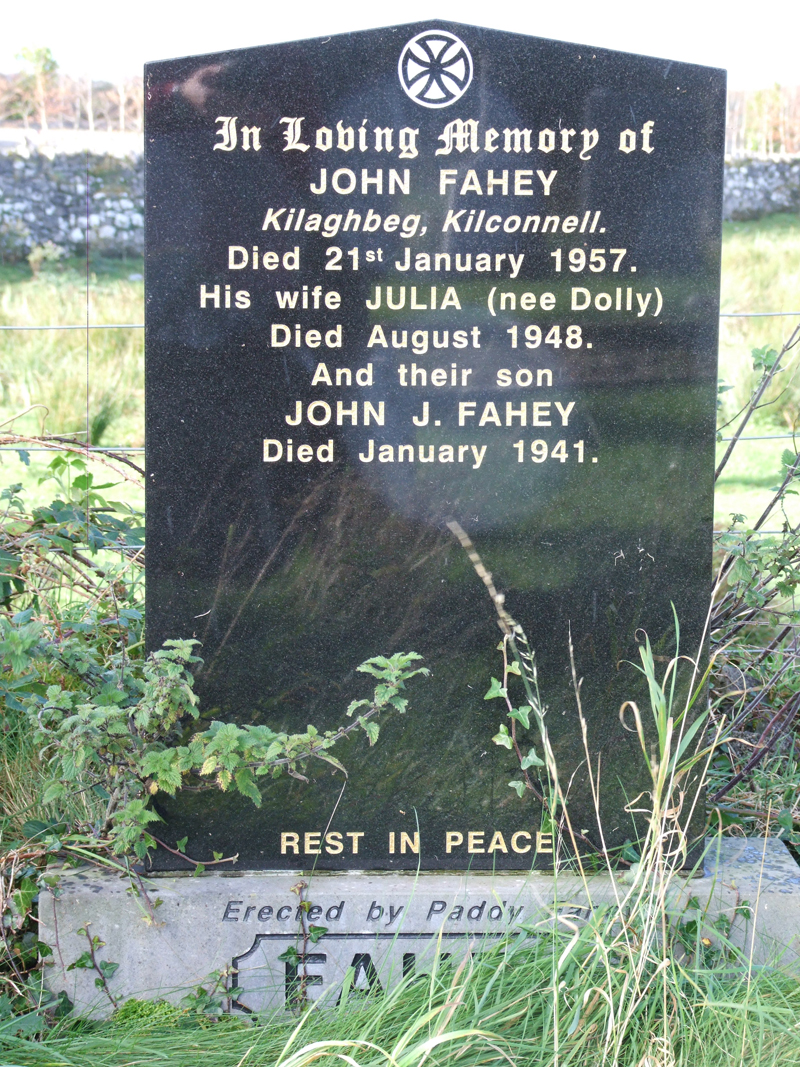 In Loving Memory of
JOHN FAHEY
Kilaghbeg, Kilconnell.
Died 21st January 1957.
His wife JULIA (nee Dolly)
Died August 1948.
And their son
JOHN J. FAHEY
Died January 1941.
REST IN PEACE
Erected by Paddy